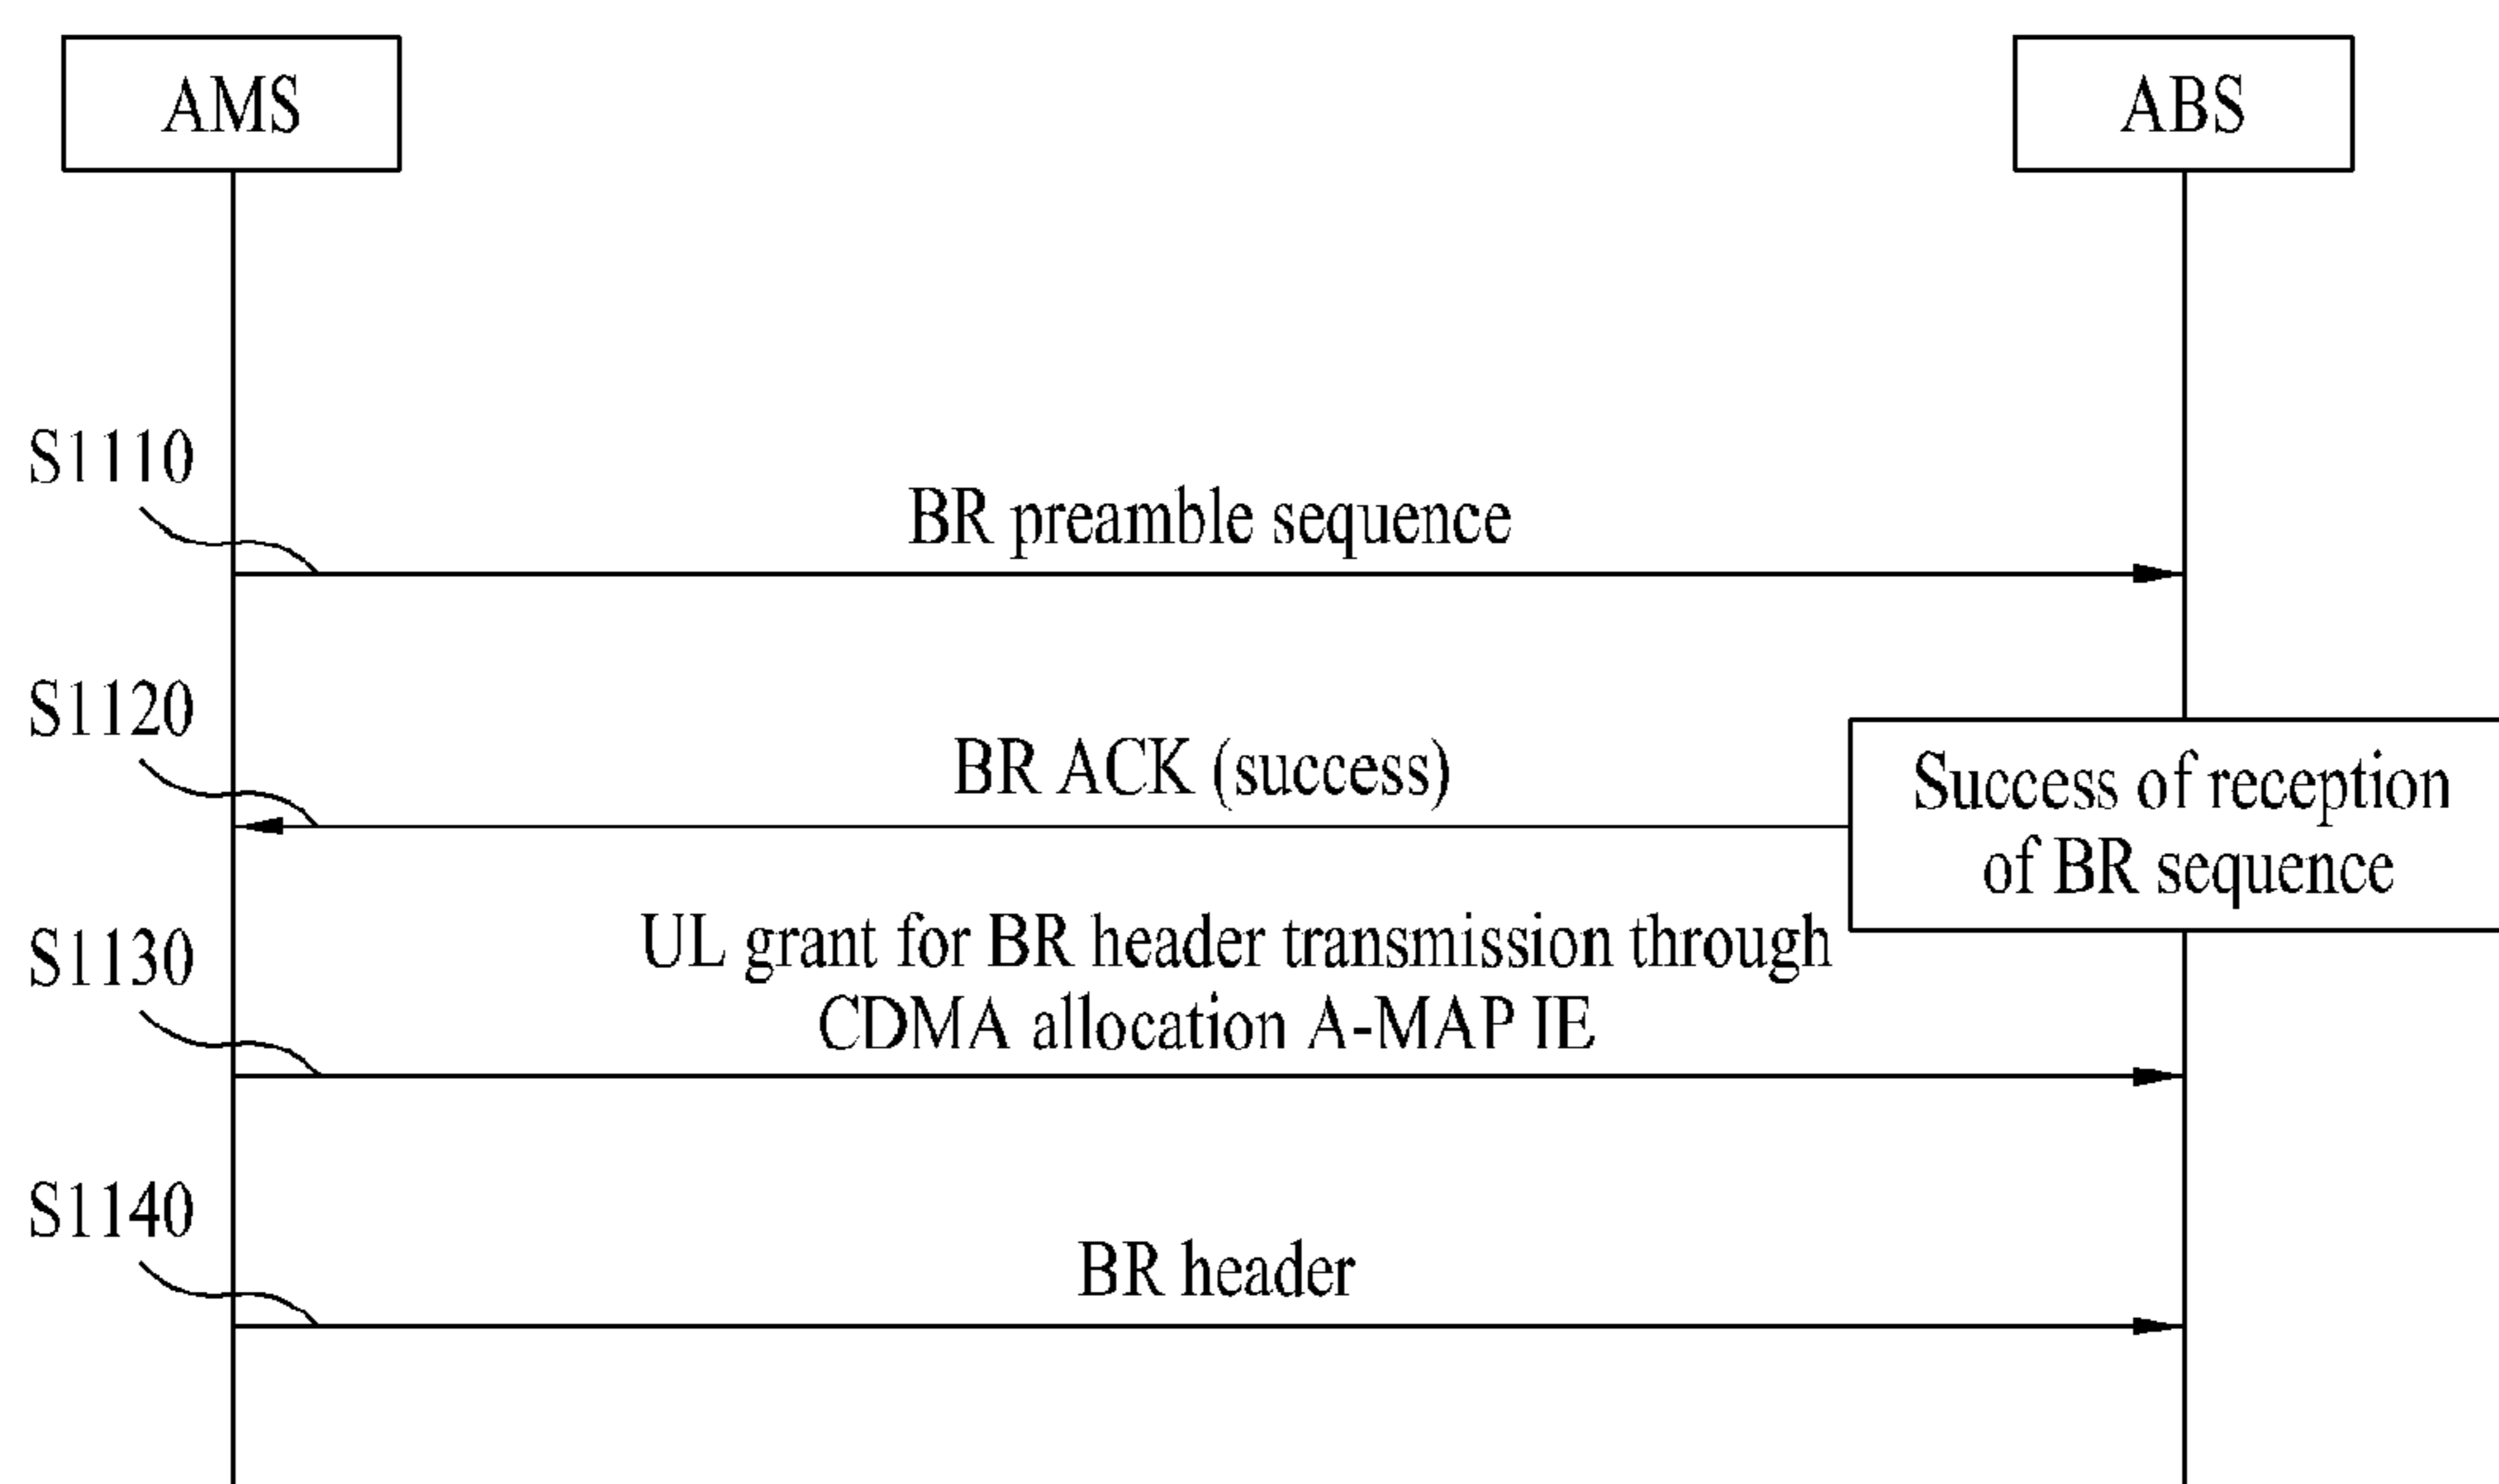 AMS
ABS
S1110
BR preamble sequence
S1120
BR ACK (success)
Success of reception
of BR sequence
S1130
UL grant for BR header transmission through
CDMA allocation A-MAP IE
S1140
BR header